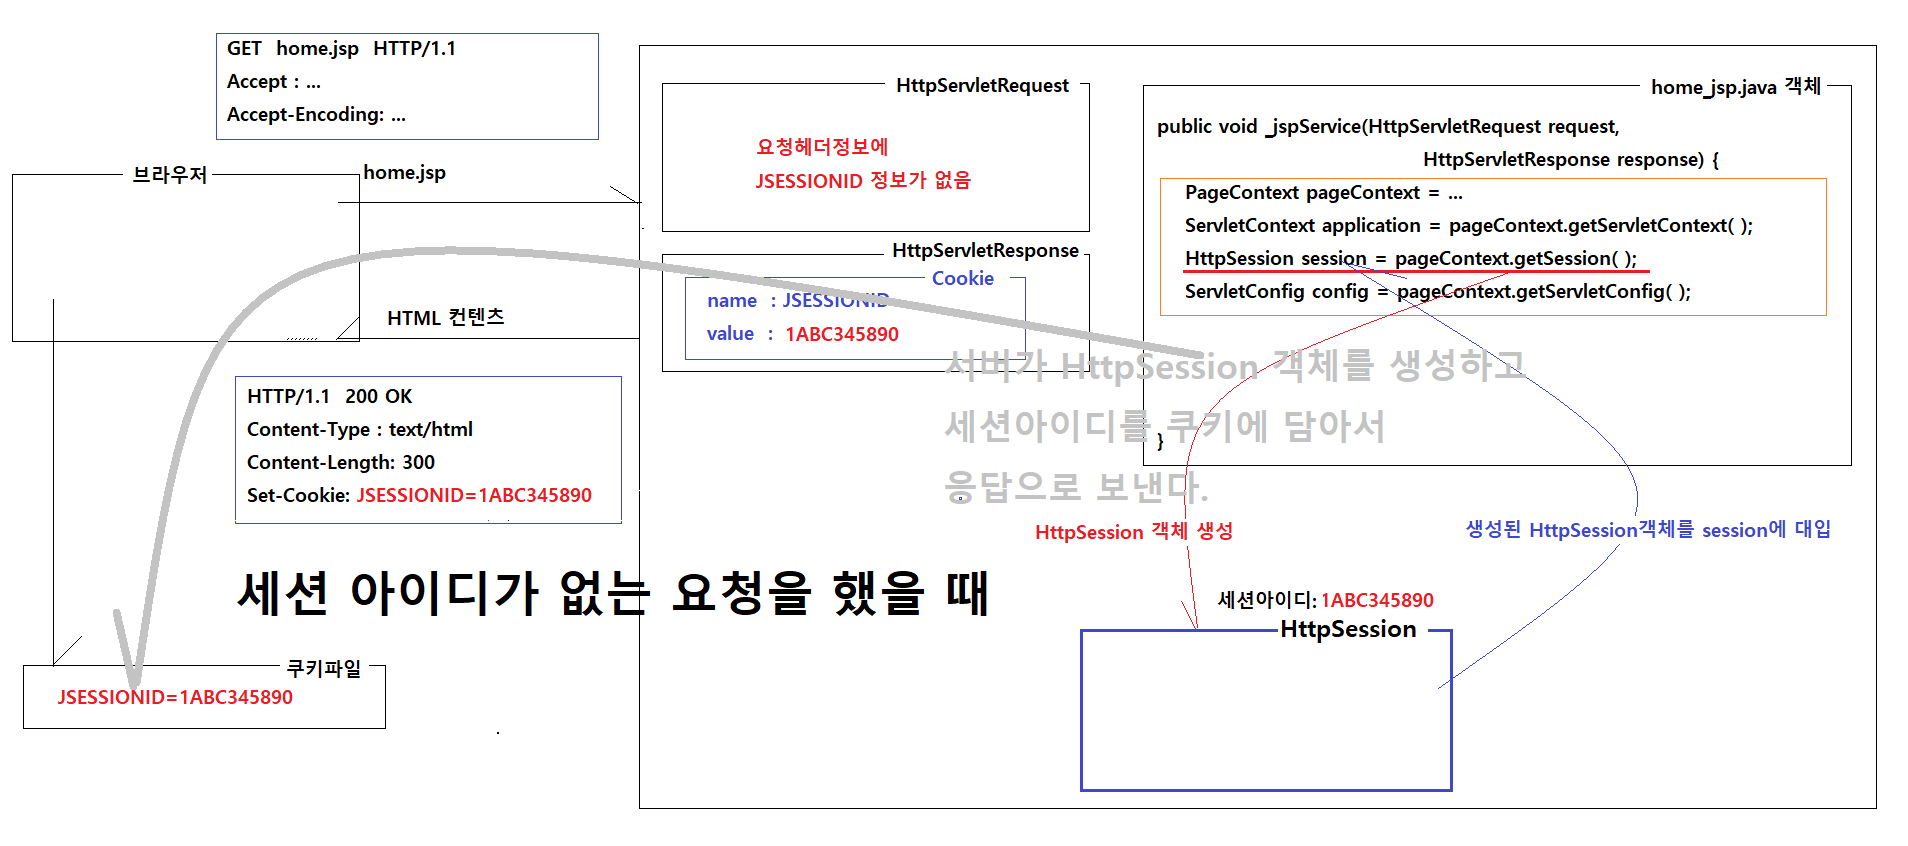 GET home.jsp HTTP/1.1
Accept : ...
Accept-Encoding: ...
브라우저
home.jsp
HTML 컨텐츠
HTTP/1.1 200 OK
Content-Type : text/html
Content-Length: 300
Set-Cookie: JSESSIONID=1ABC345890
세션 아이디가 없는 요청을 했을 때
쿠키파일
JSESSIONID=1ABC345890
HttpServletRequest
요청헤더정보에
JSESSIONID 정보가 없음
HttpServletResponse
Cookie
name : JSESSIONID
value : 1ABC345890
서버가 HttpSession 객체를 생성하고
세션아이디를 쿠키에 담아서
응답으로 보낸다.
home_jsp.java 객체
public void _jspService(HttpServletRequest request,
HttpServletResponse response) {
PageContext pageContext = ...
ServletContext application = pageContext.getServletContext( );
HttpSession session = pageContext.getSession( );
ServletConfig config = pageContext.getServletConfig( );
}
HttpSession 객체 생성
생성된 HttpSession객체를 session에 대입
세션아이디: 1ABC345890
HttpSession